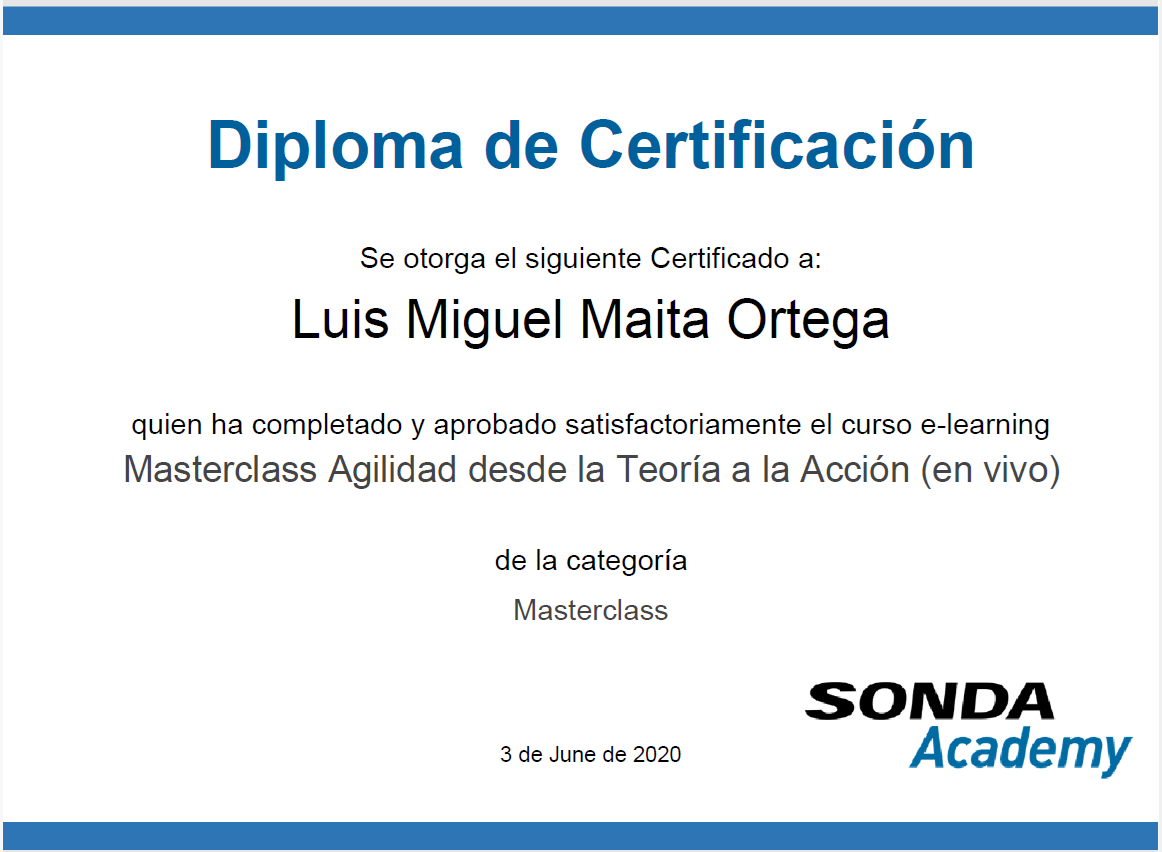 Diploma de Certificación
Se otorga el siguiente Certificado a:
Luis Miguel Maita Ortega
quien ha completado y aprobado satisfactoriamente el curso e-learning
Masterclass Agilidad desde la Teoría a la Acción (en vivo)
de la categoría
Masterclass
SONDA
Academy
3 de June de 2020